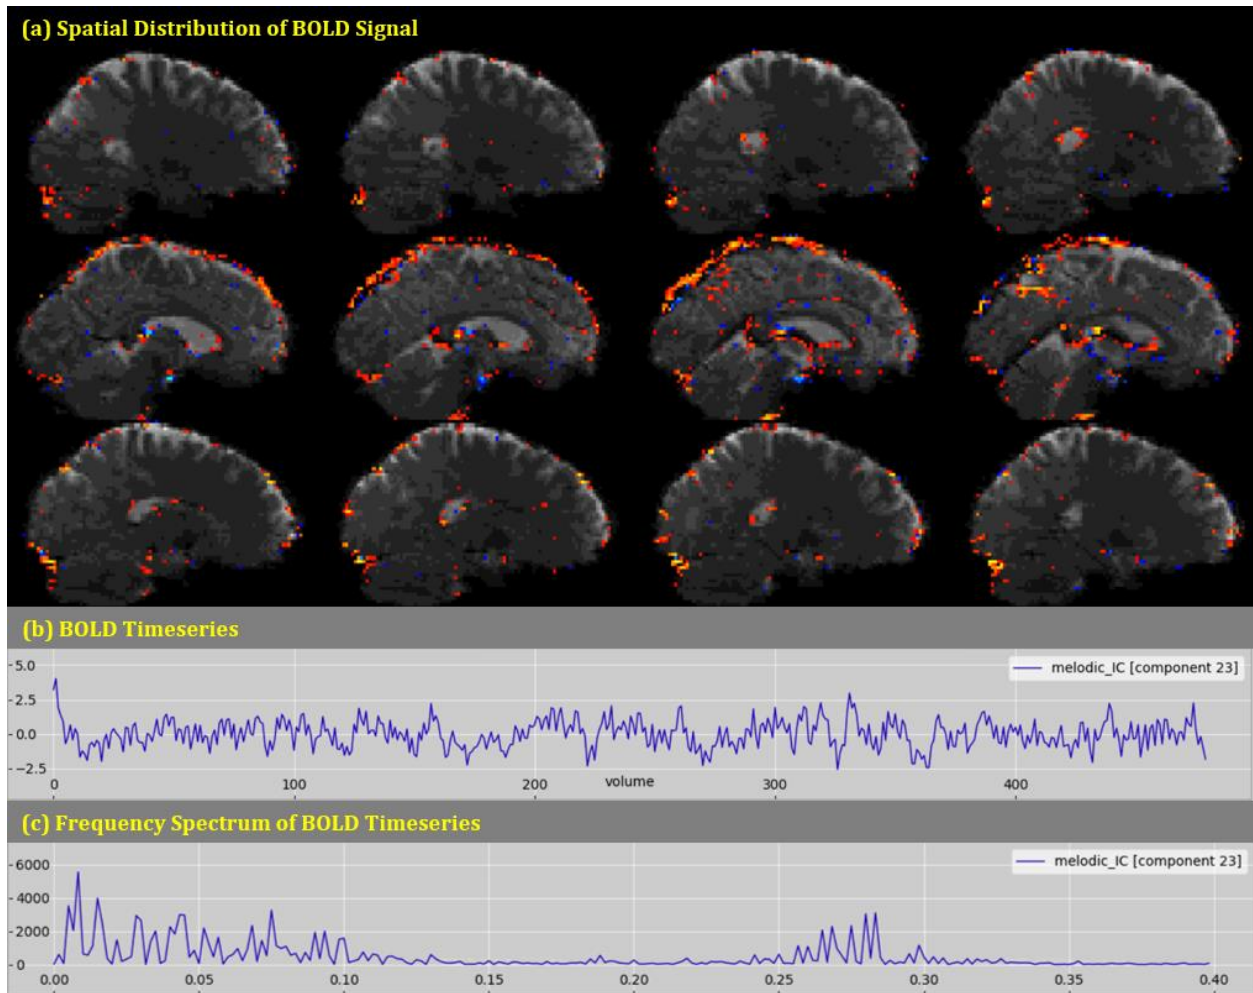 (a) Spatial Distribution of BOLD Signal
(b) BOLD Timeseries
melodic_IC [component 23]
5.0
2.5
0.0
−2.5
0 100 200 300 400
volume
(c) Frequency Spectrum of BOLD Timeseries
melodic_IC [component 23]
6000
4000
2000
0
0.00 0.05 0.10 0.15 0.20 0.25 0.30 0.35 0.40